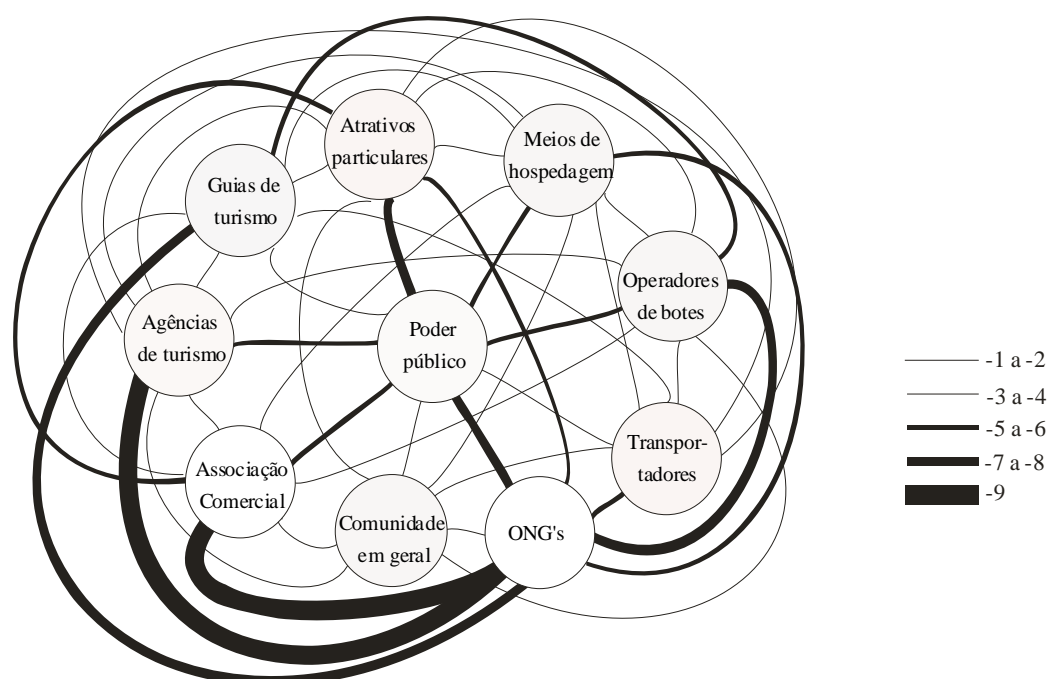 Atrativos
particulares
Meios de
hospedagem
Guias de
turismo
Operadores
de botes
Agências
de turismo
Poder
público
-1 a -2
-3 a -4
-5 a -6
-7 a -8
-9
Transpor-
tadores
Associação
Comercial
Comunidade
em geral
ONG's